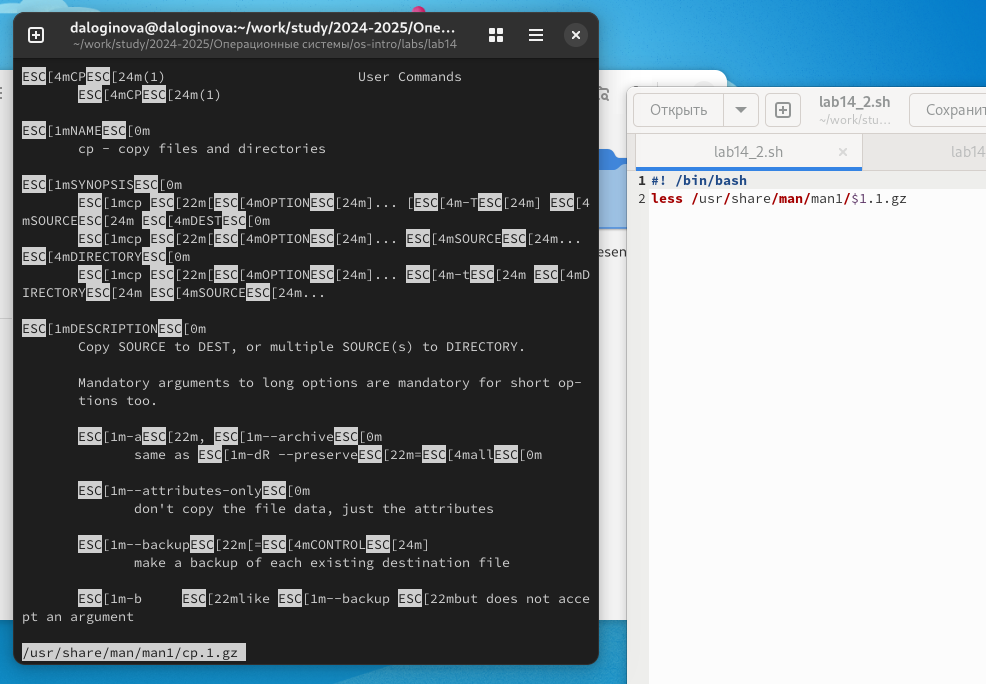 daloginova@daloginova:~/work/study/2024-2025/Опе...
~/work/study/2024-2025/Операционные системы/os-intro/labs/lab14
ESC[4mCPESC[24m(1) User Commands
ESC[4mCPESC[24m(1)
ESC[1mNAMEESC[0m
cp - copy files and directories
ESC[1mSYNOPSISESC[0m
ESC[1mcp ESC[22m[ESC[4mOPTIONESC[24m]... [ESC[4m-TESC[24m] ESC[4
mSOURCEESC[24m ESC[4mDESTESC[0m
ESC[1mcp ESC[22m[ESC[4mOPTIONESC[24m]... ESC[4mSOURCEESC[24m...
ESC[4mDIRECTORYESC[0m
ESC[1mcp ESC[22m[ESC[4mOPTIONESC[24m]... ESC[4m-tESC[24m ESC[4mD
IRECTORYESC[24m ESC[4mSOURCEESC[24m...
ESC[1mDESCRIPTIONESC[0m
Copy SOURCE to DEST, or multiple SOURCE(s) to DIRECTORY.
Mandatory arguments to long options are mandatory for short op-
tions too.
ESC[1m-aESC[22m, ESC[1m--archiveESC[0m
same as ESC[1m-dR --preserveESC[22m=ESC[4mallESC[0m
ESC[1m--attributes-onlyESC[0m
don't copy the file data, just the attributes
ESC[1m--backupESC[22m[=ESC[4mCONTROLESC[24m]
make a backup of each existing destination file
ESC[1m-b ESC[22mlike ESC[1m--backup ESC[22mbut does not acce
pt an argument
/usr/share/man/man1/cp.1.gz
esen
Открыть
lab14_2.sh
~/work/stu...
Сохранит
lab14_2.sh
lab14
1 #! /bin/bash
2 less /usr/share/man/man1/$1.1.gz